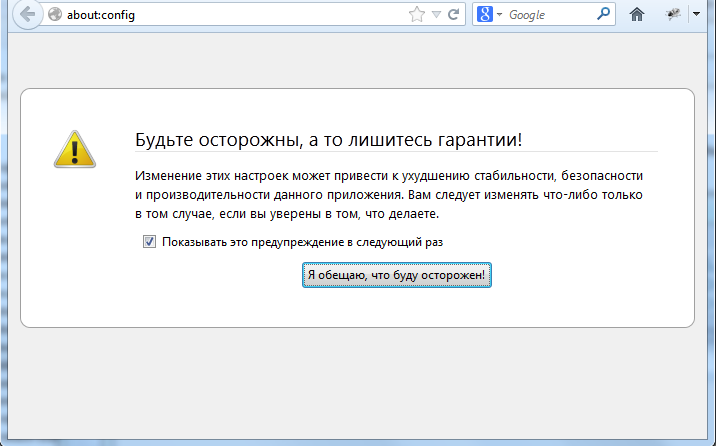 about:config
Google
Будьте осторожны, а то лишитесь гарантии!
Изменение этих настроек может привести к ухудшению стабильности, безопасности
и производительности данного приложения. Вам следует изменять что-либо только
в том случае, если вы уверены в том, что делаете.
Показывать это предупреждение в следующий раз
Я обещаю, что буду осторожен!